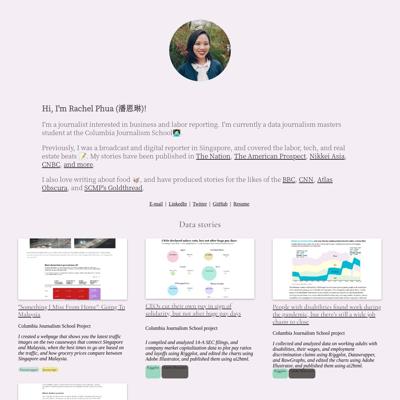 Hi, I'm Rachel Phua (潘恩琳)!
I'm a journalist interested in business and labor reporting. I'm currently a data journalism masters
student at the Columbia Journalism School
Previously, I was a broadcast and digital reporter in Singapore, and covered the labor, tech, and real
estate beats. My stories have been published in The Nation, The American Prospect, Nikkei Asia,
CNBC, and more.
I also love writing about food, and have produced stories for the likes of the BBC, CNN, Atlas
Obscura, and SCMP's Goldthread.
E-mail | LinkedIn | Twitter | GitHub | Resume
Data stories
"Something I Miss From Home": Going To
Malaysia
Columbia Journalism School Project
I created a webpage that shows you the latest traffic
images on the two causeways that connect Singapore
and Malaysia, when the best times to go are based on
the traffic, and how grocery prices compare between
Singapore and Malaysia.
CEOs cut their own pay in sign of
solidarity, but not after huge pay days
Columbia Journalism School project
I compiled and analyzed 14-A SEC filings, and
company market capitalization data to plot pay ratios
and layoffs using R/ggplot, and edited the charts using
Adobe Illustrator, and published them using ai2html.
People with disabilities found work during
the pandemic, but there's still a wide job
chasm to close
Columbia Journalism School project
I collected and analyzed data on working adults with
disabilities, their wages, and employment
discrimination claims using R/ggplot, Datawrapper,
and RawGraphs, and edited the charts using Adobe
Illustrator, and published them using ai2html.